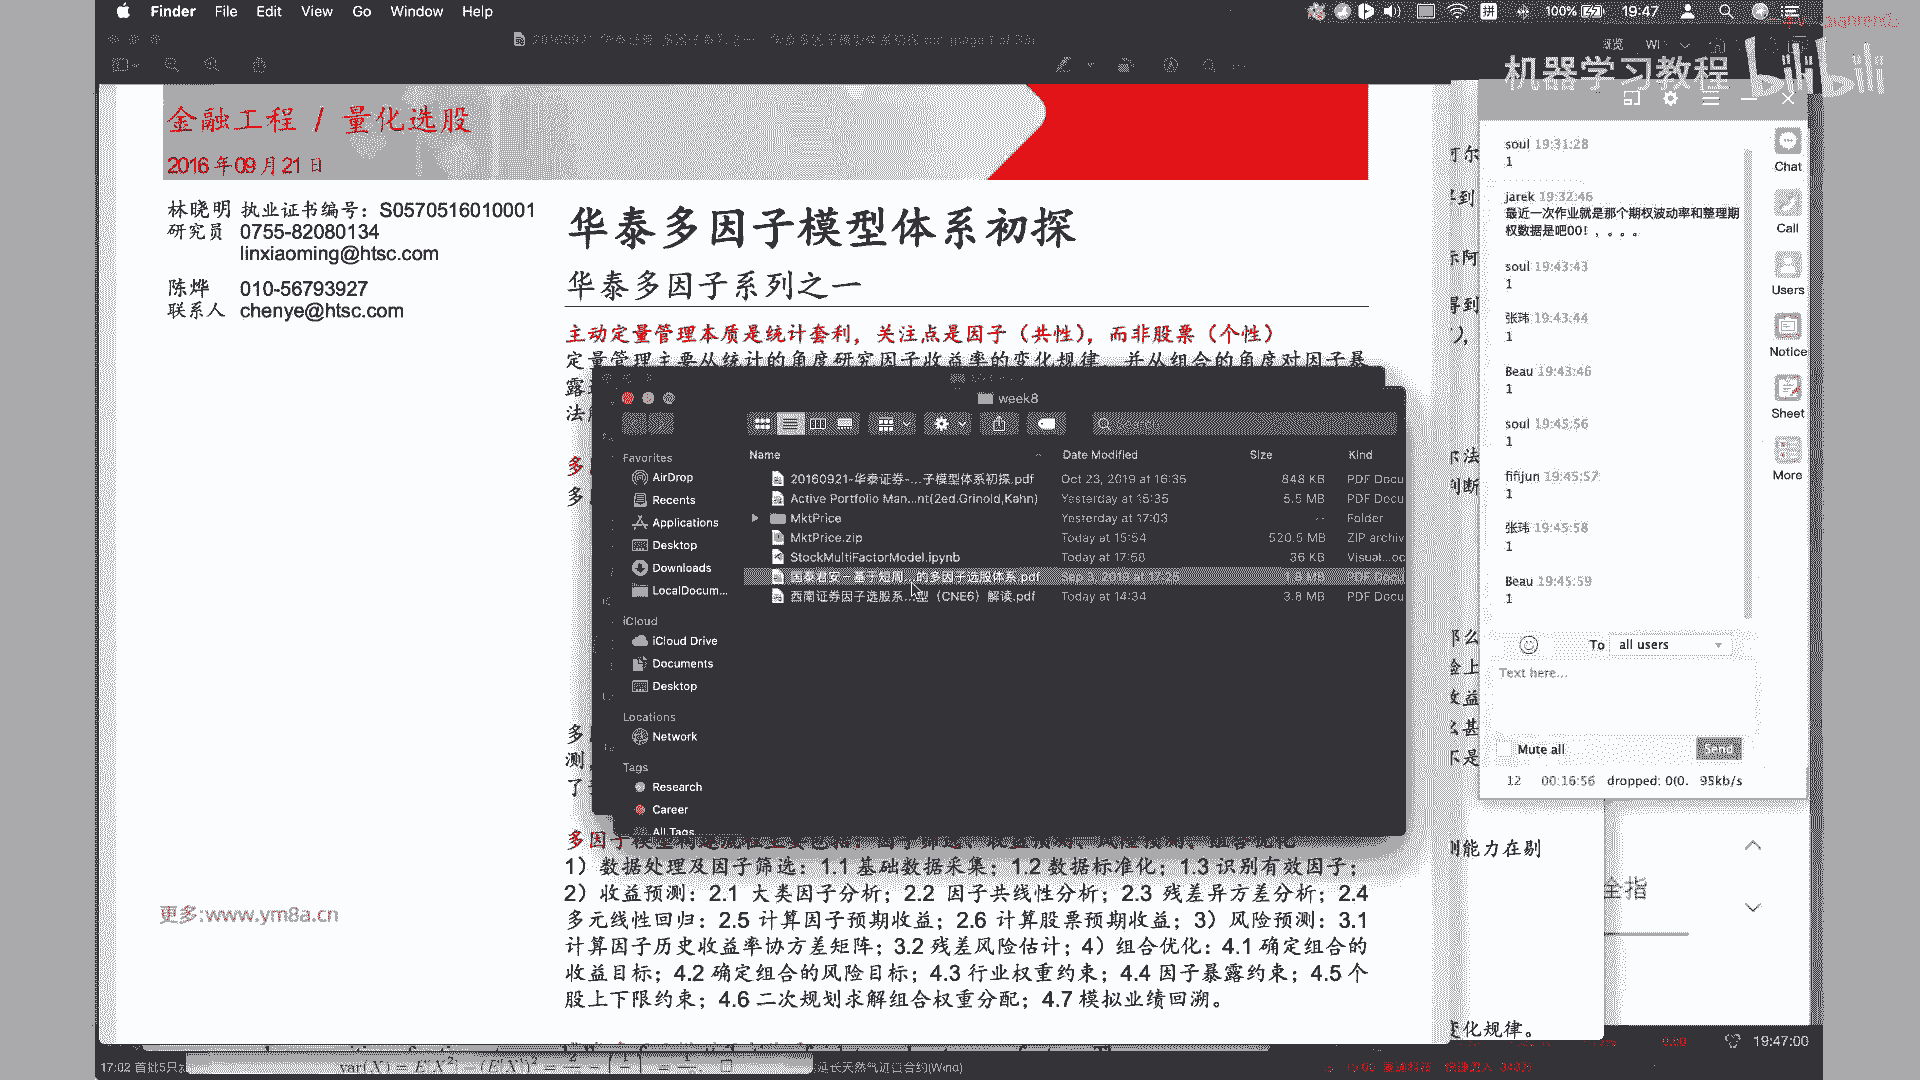 Finder File Edit View Go Window Help
100% 19:47
机器学习教程 bilibili
金融工程 / 量化选股
2016年09月21日
林晓明 执业证书编号：S0570516010001
研究员 0755-82080134
linxiaoming@htsc.com
陈烨 010-56793927
联系人 chenye@htsc.com
华泰多因子模型体系初探
华泰多因子系列之一
主动定量管理本质是统计套利，关注点是因子（共性），而非股票（个性）
定量管理主要从统计的角度研究因子收益率的变化规律，并从组合的角度对因子暴
week8
Search
Name Date Modified Size Kind
20160921-华泰证券-...子模型体系初探.pdf Oct 23, 2019 at 16:35 848 KB PDF Docu
Active Portfolio Man...nt(2ed.Grinold,Kahn) Yesterday at 16:35 5.5 MB PDF Docu
MktPrice Yesterday at 17:03 -- Folder
MktPrice.zip Today at 15:54 520.5 MB ZIP archiv
StockMultiFactorModel.ipynb Today at 17:58 36 KB Visual...oc
国泰君安－基于短周...的多因子选股体系.pdf Sep 3, 2019 at 17:25 1.8 MB PDF Docu
西南证券因子选股系...型（CNE6）解读.pdf Today at 14:34 3.8 MB PDF Docu
Favorites
AirDrop
Recents
Applications
Desktop
Downloads
LocalDocum...
iCloud
iCloud Drive
Documents
Desktop
Locations
Network
Tags
Research
Career
All Tags...
1）数据处理及因子筛选：1.1 基础数据采集；1.2 数据标准化；1.3 识别有效因子；
2）收益预测：2.1 大类因子分析；2.2 因子共线性分析；2.3 残差异方差分析；2.4
多元线性回归；2.5 计算因子预期收益；2.6 计算股票预期收益；3）风险预测：3.1
计算因子历史收益率协方差矩阵；3.2 残差风险估计；4）组合优化：4.1 确定组合的
收益目标；4.2 确定组合的风险目标；4.3 行业权重约束；4.4 因子暴露约束；4.5 个
股上下限约束；4.6 二次规划求解组合权重分配；4.7 模拟业绩回溯。
更多:www.ym8a.cn
soul 19:31:28
1
jarek 19:32:46
最近一次作业就是那个期权波动率和整理期
权数据是吧00！，。。。
soul 19:43:43
1
张玮 19:43:44
1
Beau 19:43:46
1
soul 19:45:56
1
fifijun 19:45:57
1
张玮 19:45:58
1
Beau 19:45:59
1
To all users
Text here...
Mute all Send
12 00:16:56 dropped: 0(0. 95kb/s
Chat
Call
Users
Notice
Sheet
More
测能力在剔
全指
变化规律。
19:47:00